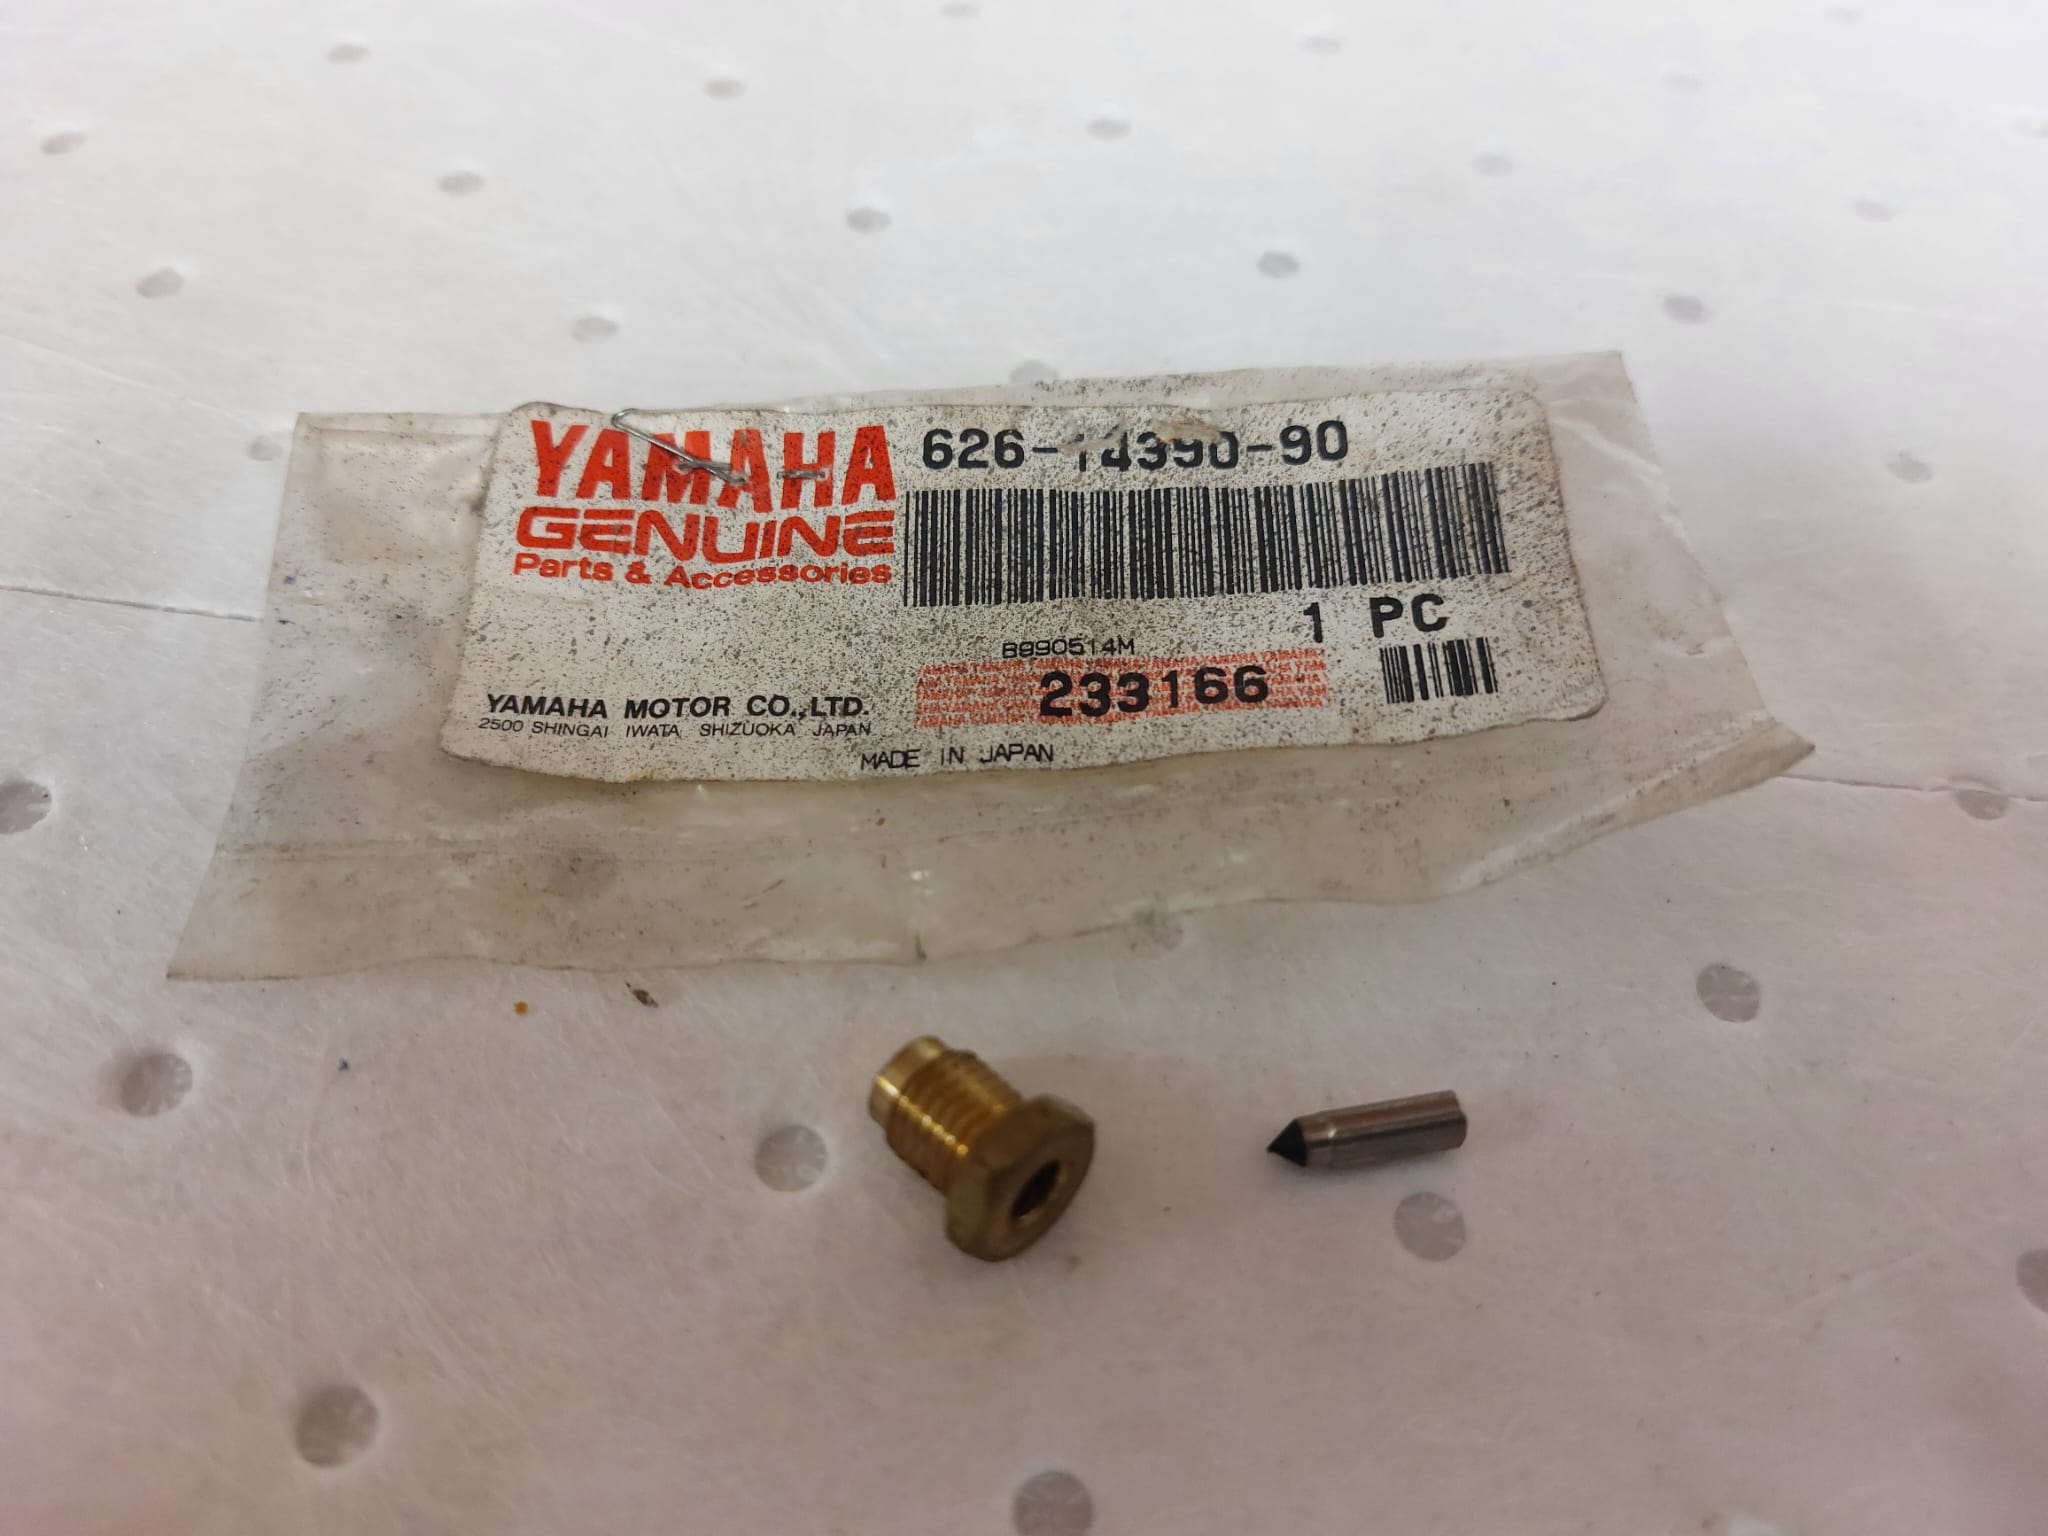 YAMAHA
GENUINE
Parts & Accessories
626-14390-90
1 PC
B990514M
233166
YAMAHA MOTOR CO.,LTD.
2500 SHINGAI IWATA SHIZUOKA JAPAN
MADE IN JAPAN